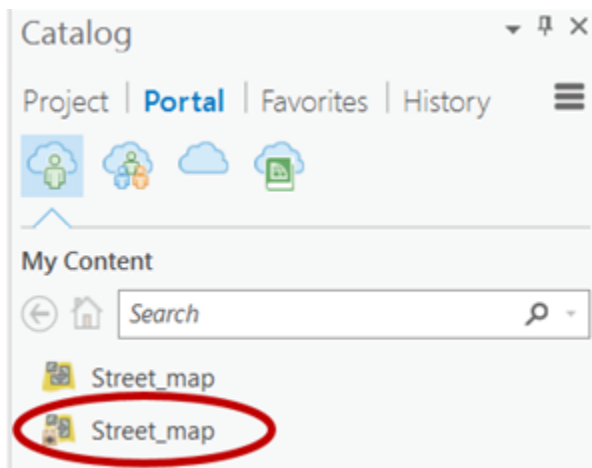 Catalog
Project Portal Favorites History
My Content
Search
Street_map
Street_map